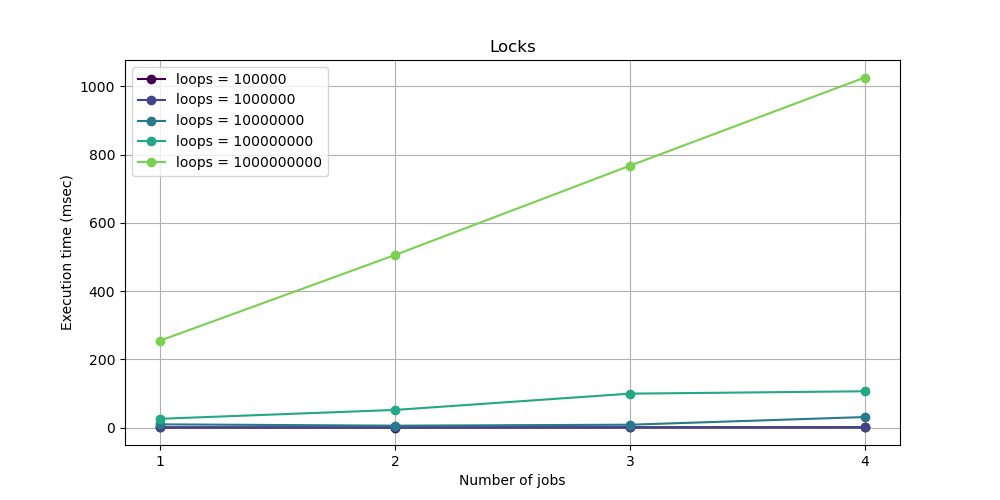 Locks
loops = 100000
loops = 1000000
loops = 10000000
loops = 100000000
loops = 1000000000
Execution time (msec)
1000
800
600
400
200
0
1 2 3 4
Number of jobs